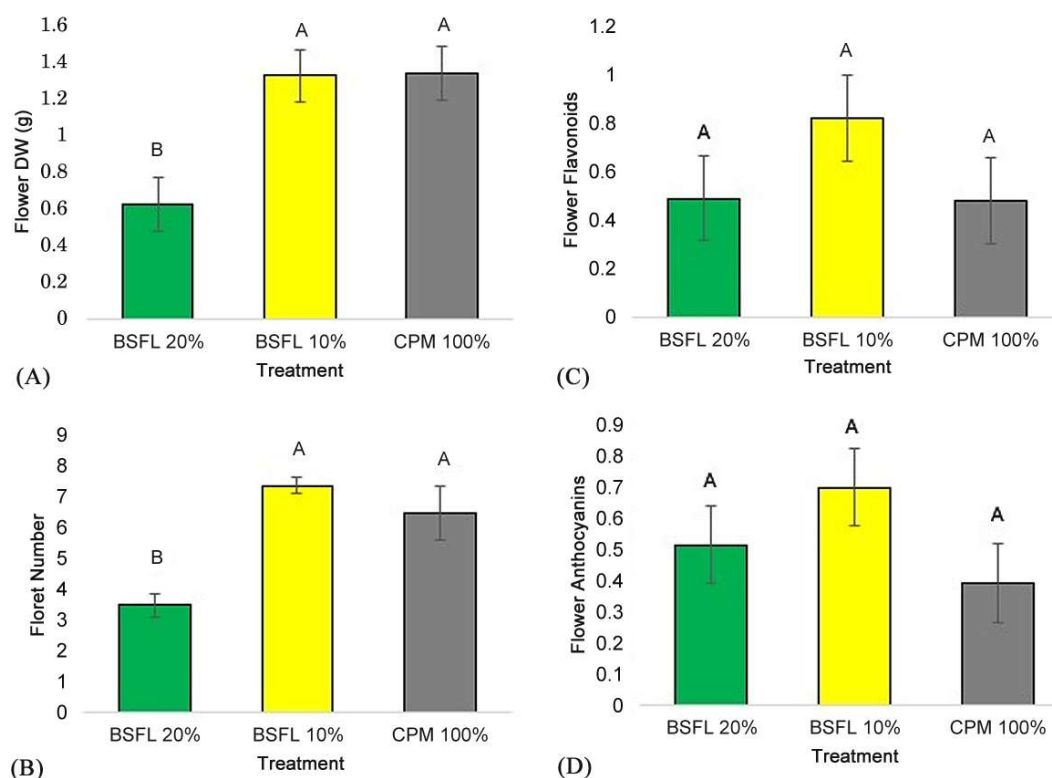 Flower DW (g)
1.6
1.4
1.2
1
0.8
0.6
0.4
0.2
0
B
A
A
BSFL 20%
BSFL 10%
CPM 100%
Treatment
(A)
Floret Number
9
8
7
6
5
4
3
2
1
0
B
A
A
BSFL 20%
BSFL 10%
CPM 100%
Treatment
(B)
Flower Flavonoids
1.2
1
0.8
0.6
0.4
0.2
0
A
A
A
BSFL 20%
BSFL 10%
CPM 100%
Treatment
(C)
Flower Anthocyanins
0.9
0.8
0.7
0.6
0.5
0.4
0.3
0.2
0.1
0
A
A
A
BSFL 20%
BSFL 10%
CPM 100%
Treatment
(D)